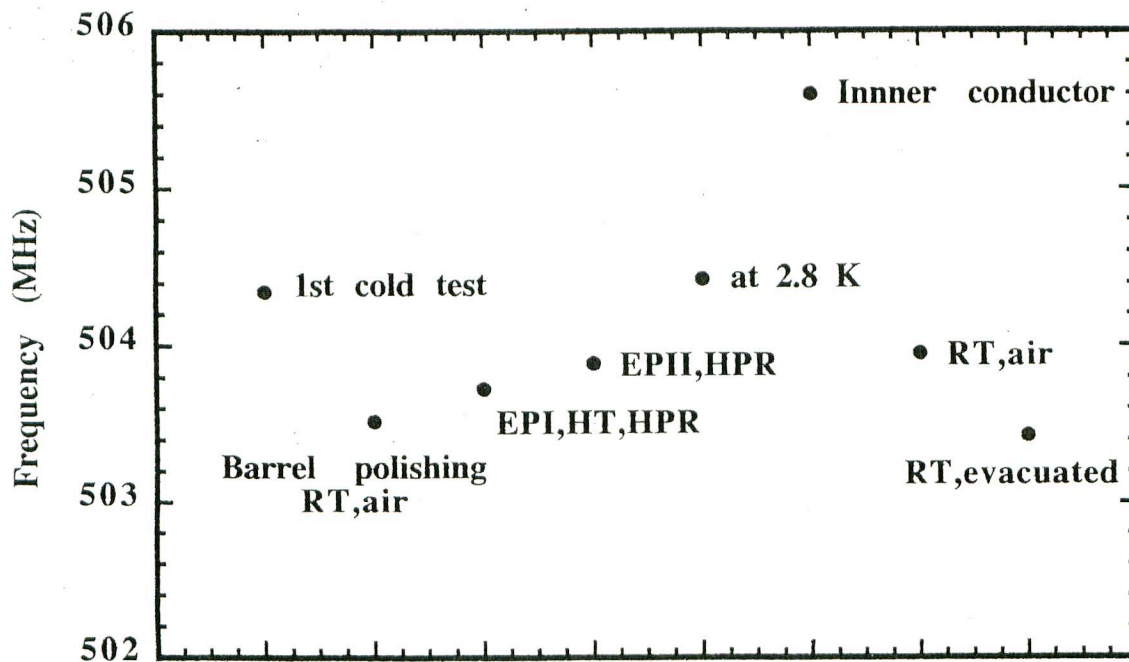 506
Innner conductor
505
1st cold test
at 2.8 K
504
RT,air
EPII,HPR
EPI,HT,HPR
Barrel polishing
RT,air
RT,evacuated
503
502
Frequency (MHz)